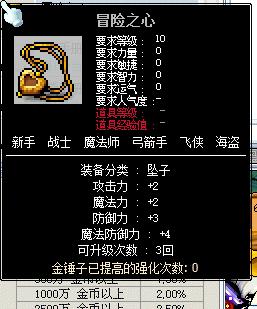 冒险之心
要求等级： 10
要求力量： 0
要求敏捷： 0
要求智力： 0
要求运气： 0
要求人气度： -
道具等级： -
道具经验值： -
新手 战士 魔法师 弓箭手 飞侠 海盗
装备分类： 坠子
攻击力： +2
魔法力： +2
防御力： +3
魔法防御力： +4
可升级次数： 3回
金锤子已提高的强化次数: 0
1000万 金币以上 2,00%